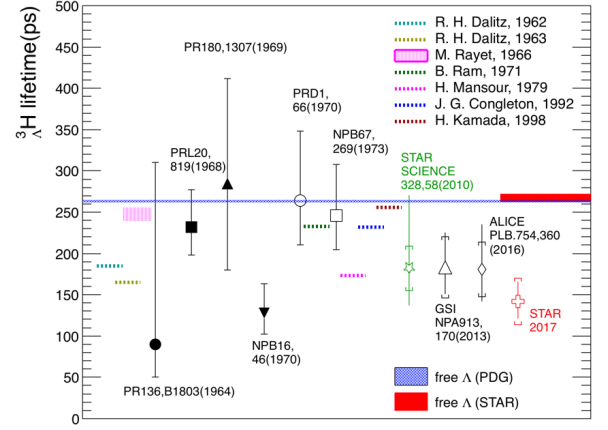 500
450
400
350
300
250
200
150
100
50
0
³ΛH lifetime(ps)
R. H. Dalitz, 1962
R. H. Dalitz, 1963
M. Rayet, 1966
B. Ram, 1971
H. Mansour, 1979
J. G. Congleton, 1992
H. Kamada, 1998
PR180,1307(1969)
PRD1,
66(1970)
PRL20,
819(1968)
NPB67,
269(1973)
STAR
SCIENCE
328,58(2010)
ALICE
PLB.754,360
(2016)
GSI
NPA913,
170(2013)
STAR
2017
NPB16,
46(1970)
PR136,B1803(1964)
free Λ (PDG)
free Λ (STAR)